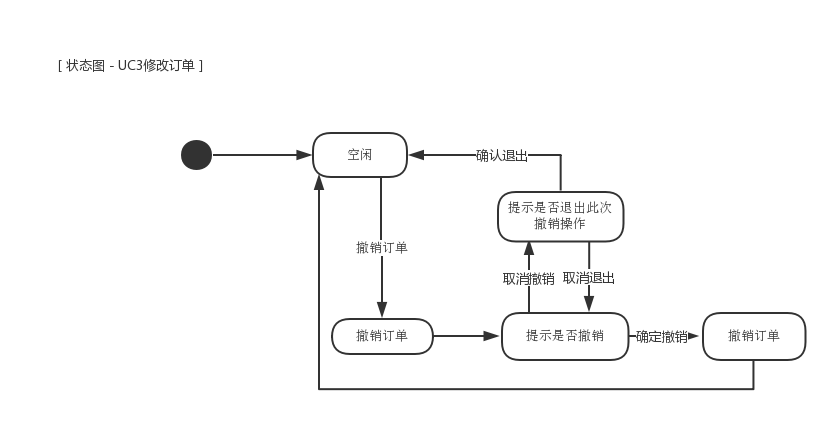 [ 状态图 - UC3修改订单 ]
空闲
确认退出
提示是否退出此次
撤销操作
撤销订单
取消撤销
取消退出
撤销订单
提示是否撤销
确定撤销
撤销订单